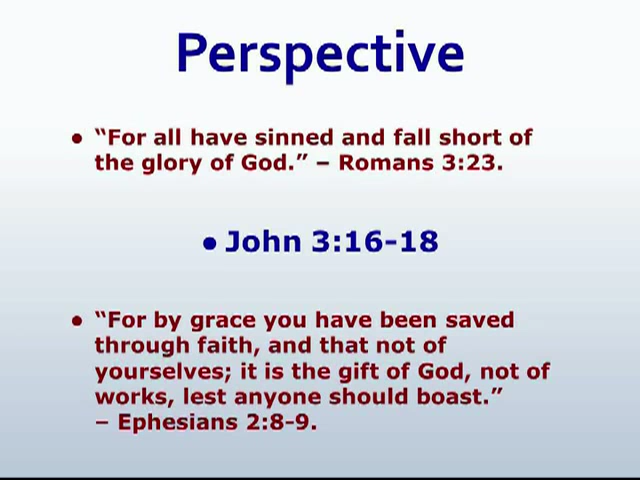 Perspective
• “For all have sinned and fall short of
the glory of God.” – Romans 3:23.
• John 3:16-18
• “For by grace you have been saved
through faith, and that not of
yourselves; it is the gift of God, not of
works, lest anyone should boast.”
– Ephesians 2:8-9.